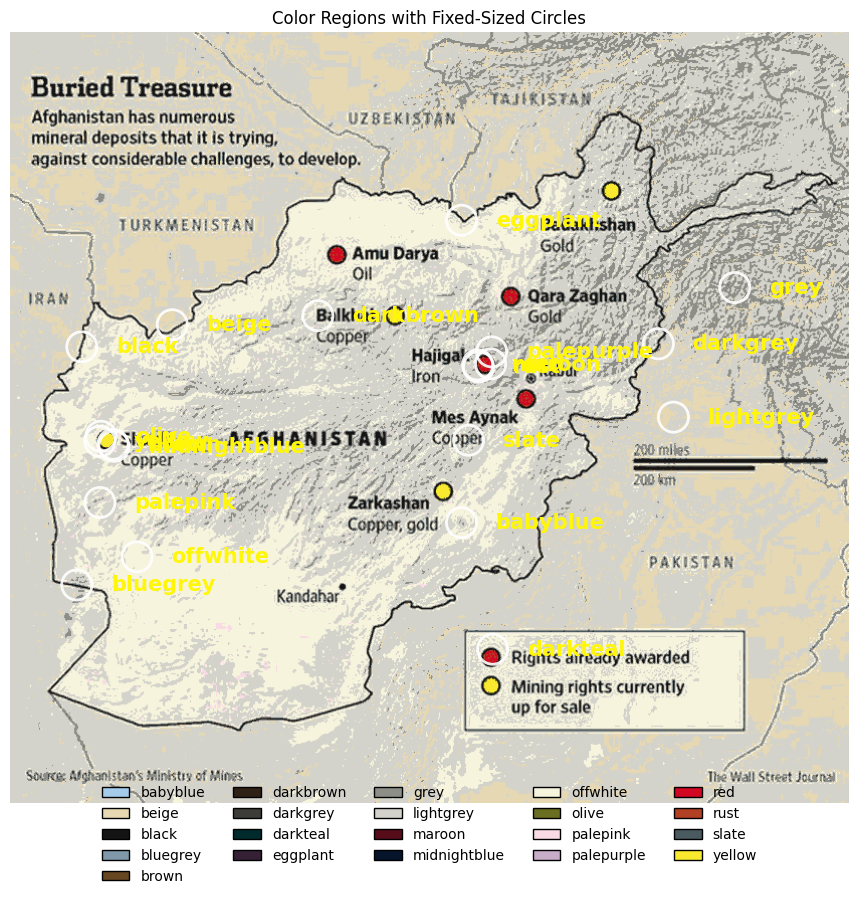 Color Regions with Fixed-Sized Circles
Buried Treasure
Afghanistan has numerous
mineral deposits that it is trying,
against considerable challenges, to develop.
UZBEKISTAN
TAJIKISTAN
TURKMENISTAN
IRAN
eggplant
Badakhshan
Gold
Amu Darya
Oil
grey
Qara Zaghan
Gold
beige
darkbrown
Copper
black
darkgrey
palepurple
Hajigak
Iron
Kabul
Mes Aynak
Copper
slate
lightgrey
AFGHANISTAN
Copper
midnightblue
200 miles
200 km
palepink
Zarkashan
Copper, gold
babyblue
offwhite
bluegrey
Kandahar
PAKISTAN
darkteal
Rights already awarded
Mining rights currently
up for sale
Source: Afghanistan's Ministry of Mines
The Wall Street Journal
babyblue
beige
black
bluegrey
brown
darkbrown
darkgrey
darkteal
eggplant
grey
lightgrey
maroon
midnightblue
offwhite
olive
palepink
palepurple
red
rust
slate
yellow